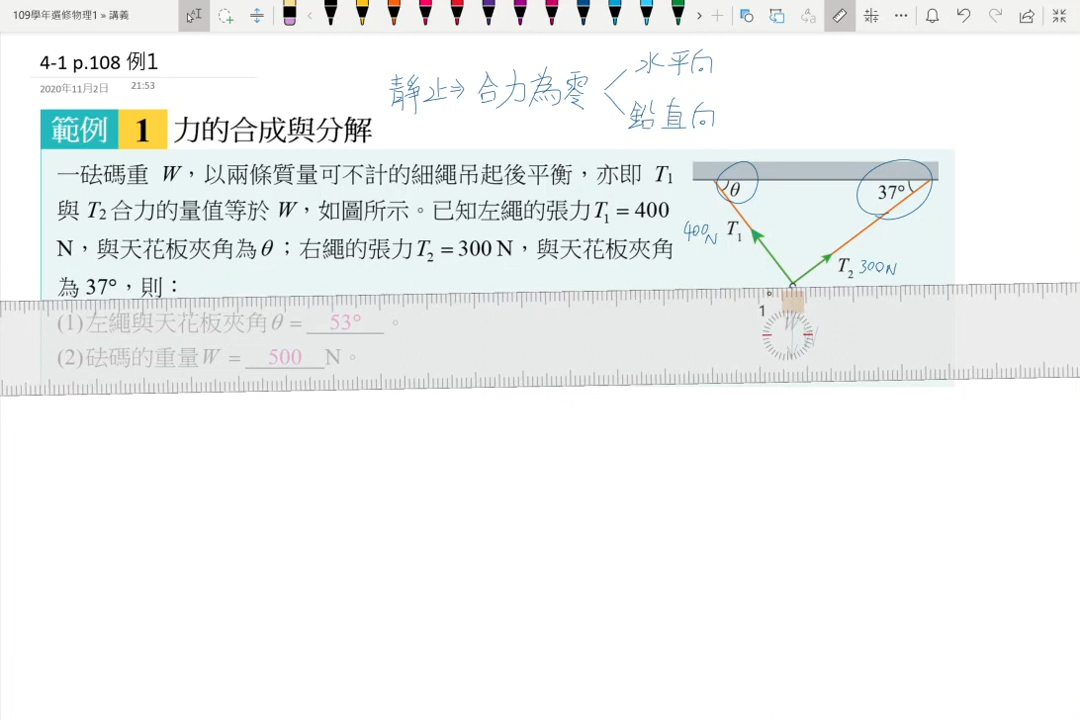 109學年選修物理1 » 講義
4-1 p.108 例1
2020年11月2日 21:53
靜止⇒合力為零
水平向
鉛直向
範例 1 力的合成與分解
一砝碼重 W,以兩條質量可不計的細繩吊起後平衡,亦即 T₁
與 T₂ 合力的量值等於 W,如圖所示。已知左繩的張力 T₁ = 400
N,與天花板夾角為 θ;右繩的張力 T₂ = 300 N,與天花板夾角
為 37°,則:
(1)左繩與天花板夾角 θ = 53° 。
(2)砝碼的重量 W = 500 N。
θ
37°
400N T₁
T₂ 300N
1°
W